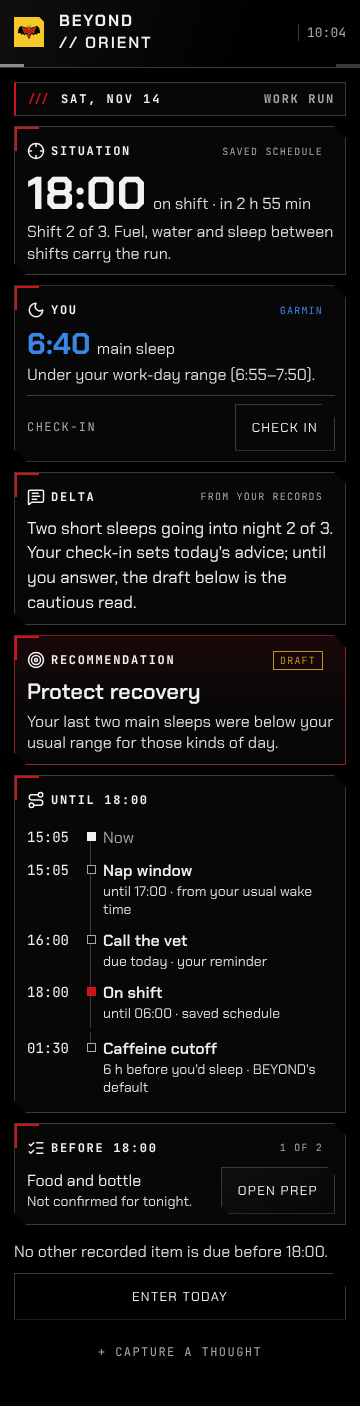 BEYOND
// ORIENT
10:04
/// SAT, NOV 14
WORK RUN
SITUATION
SAVED SCHEDULE
18:00 on shift · in 2 h 55 min
Shift 2 of 3. Fuel, water and sleep between
shifts carry the run.
YOU
GARMIN
6:40 main sleep
Under your work-day range (6:55–7:50).
CHECK-IN
CHECK IN
DELTA
FROM YOUR RECORDS
Two short sleeps going into night 2 of 3.
Your check-in sets today's advice; until
you answer, the draft below is the
cautious read.
RECOMMENDATION
DRAFT
Protect recovery
Your last two main sleeps were below your
usual range for those kinds of day.
UNTIL 18:00
15:05 Now
15:05 Nap window
until 17:00 · from your usual wake
time
16:00 Call the vet
due today · your reminder
18:00 On shift
until 06:00 · saved schedule
01:30 Caffeine cutoff
6 h before you'd sleep · BEYOND's
default
BEFORE 18:00
1 OF 2
Food and bottle
Not confirmed for tonight.
OPEN PREP
No other recorded item is due before 18:00.
ENTER TODAY
+ CAPTURE A THOUGHT